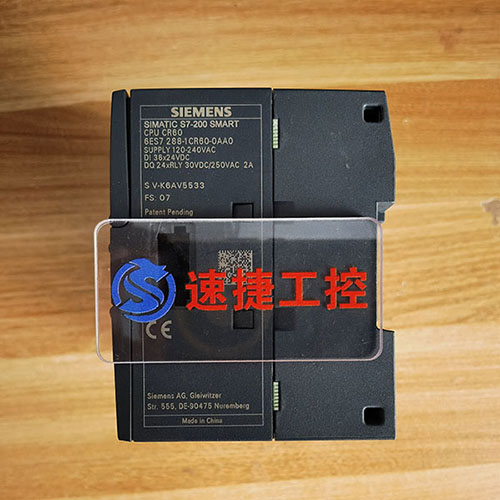 SIEMENS
SIMATIC S7-200 SMART
CPU CR60
6ES7 288-1CR60-0AA0
SUPPLY 120-240VAC
DI 36x24VDC
DQ 24xRLY 30VDC/250VAC 2A
S V-K6AV5533
FS: 07
Patent Pending
速捷工控
CE
Siemens AG, Gleiwitzer
Str. 555, DE-90475 Nuremberg
Made in China